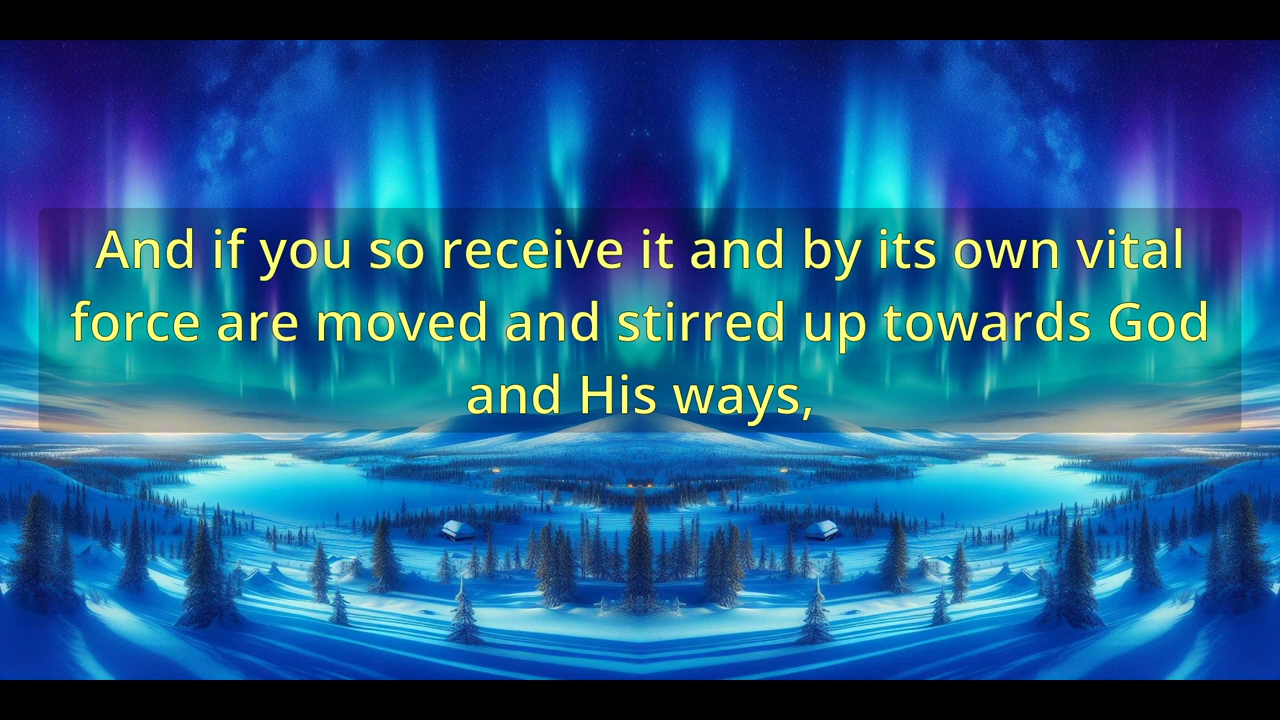 And if you so receive it and by its own vital
force are moved and stirred up towards God
and His ways,